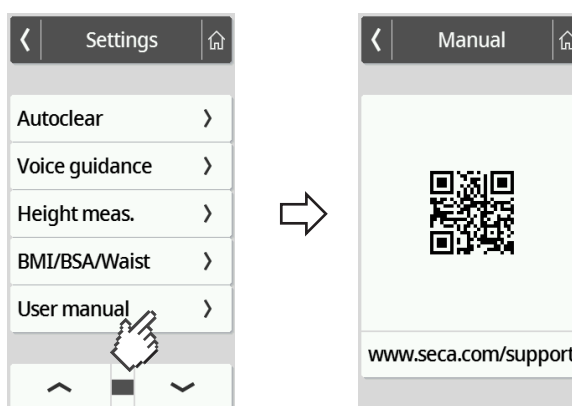 Settings
Autoclear
Voice guidance
Height meas.
BMI/BSA/Waist
User manual
Manual
www.seca.com/support